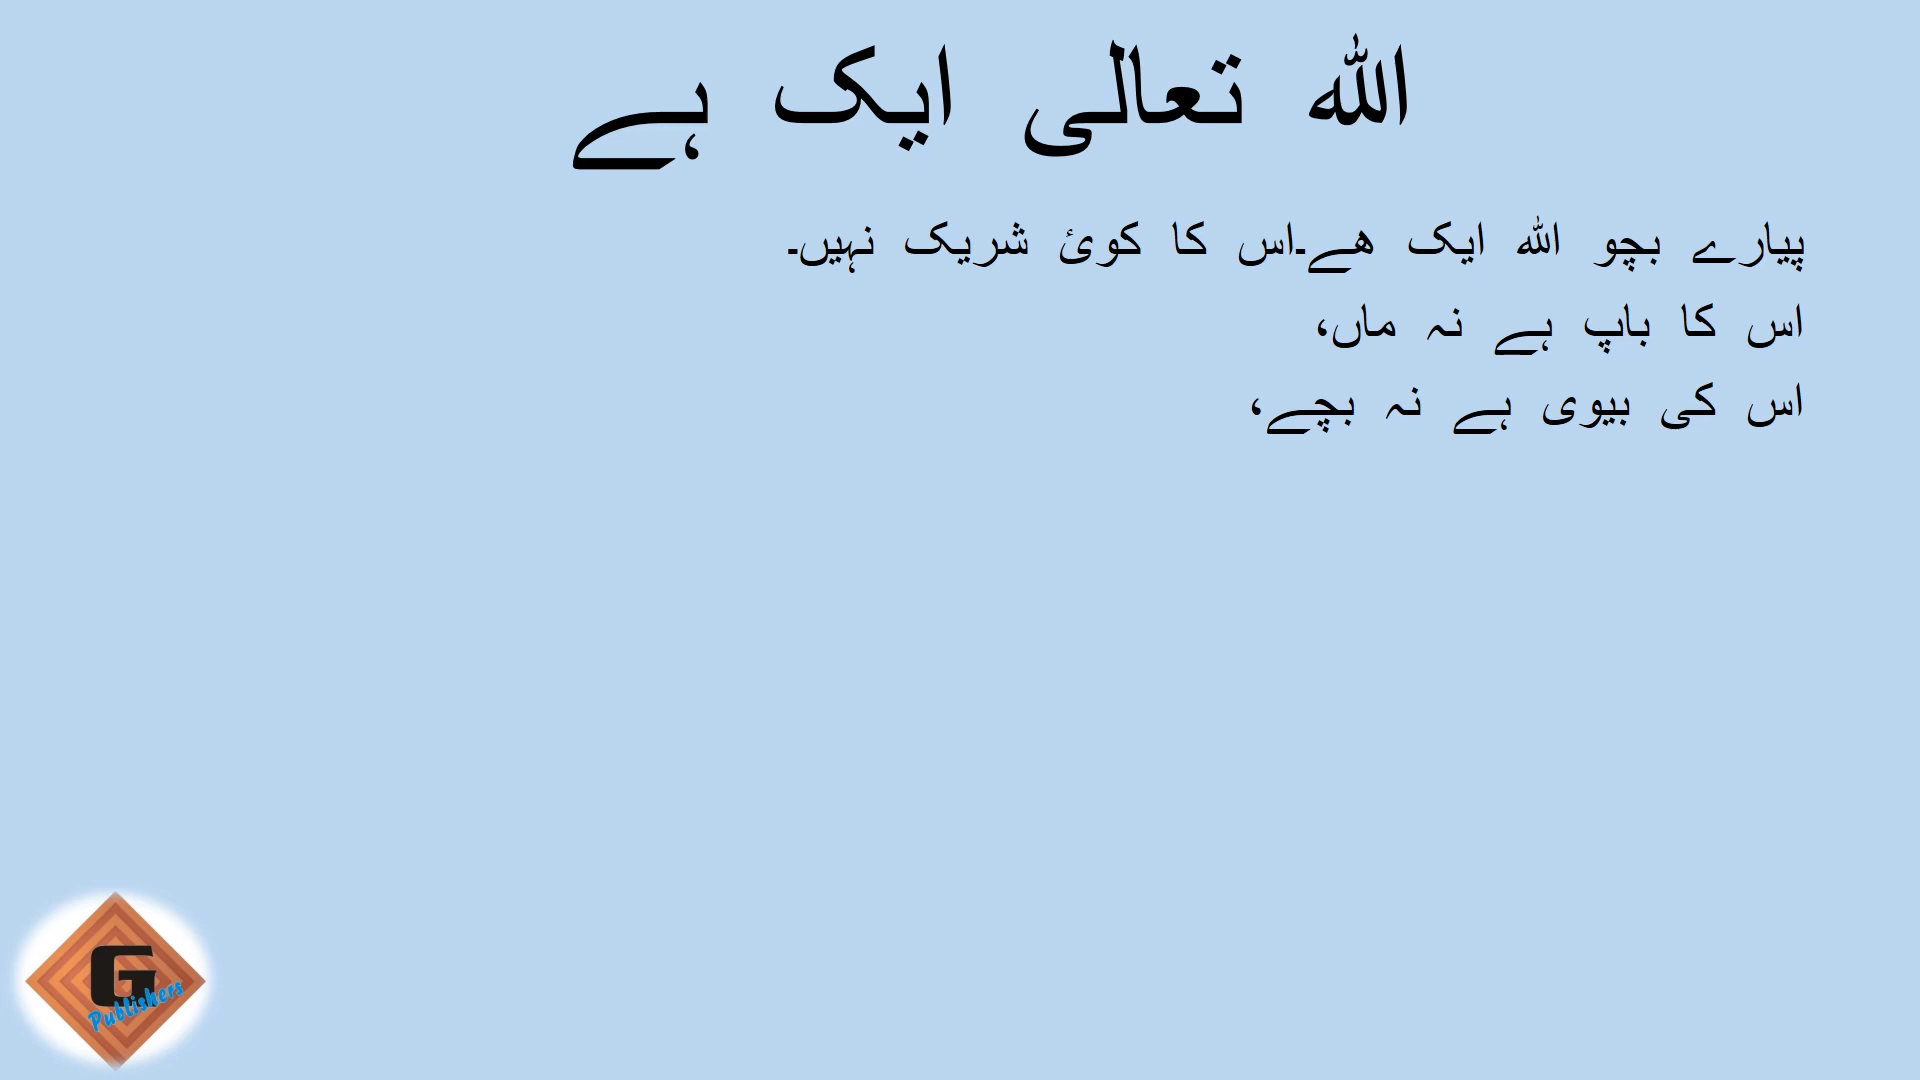 اللہ تعالی ایک ہے
پیارے بچو اللہ ایک ھے۔اس کا کوئ شریک نہیں۔
اس کا باپ ہے نہ ماں،
اس کی بیوی ہے نہ بچے،
G
Publishers